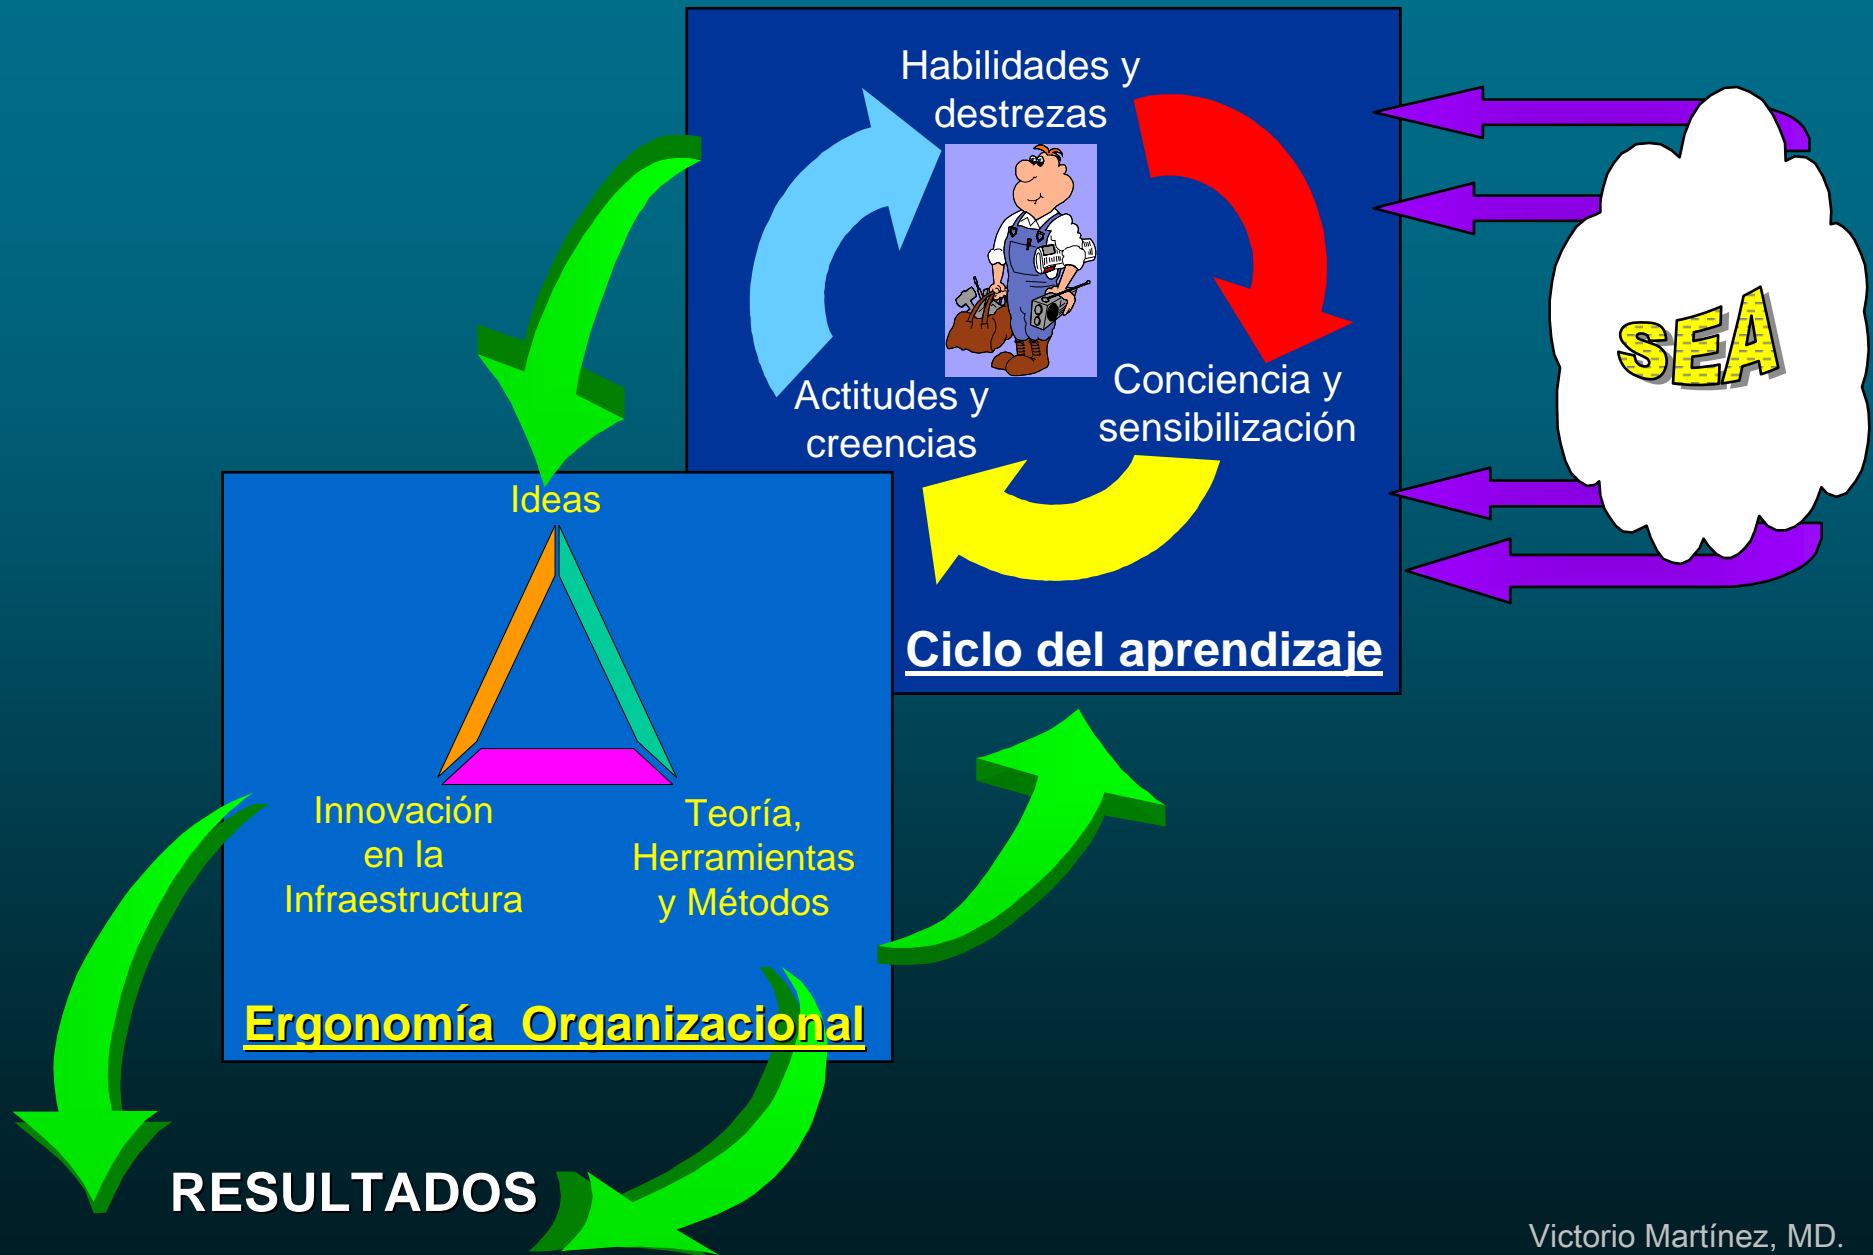 Habilidades y
destrezas
Actitudes y
creencias
Conciencia y
sensibilización
Ciclo del aprendizaje
SEA
Ideas
Innovación
en la
Infraestructura
Teoría,
Herramientas
y Métodos
Ergonomía Organizacional
RESULTADOS
Victorio Martínez, MD.